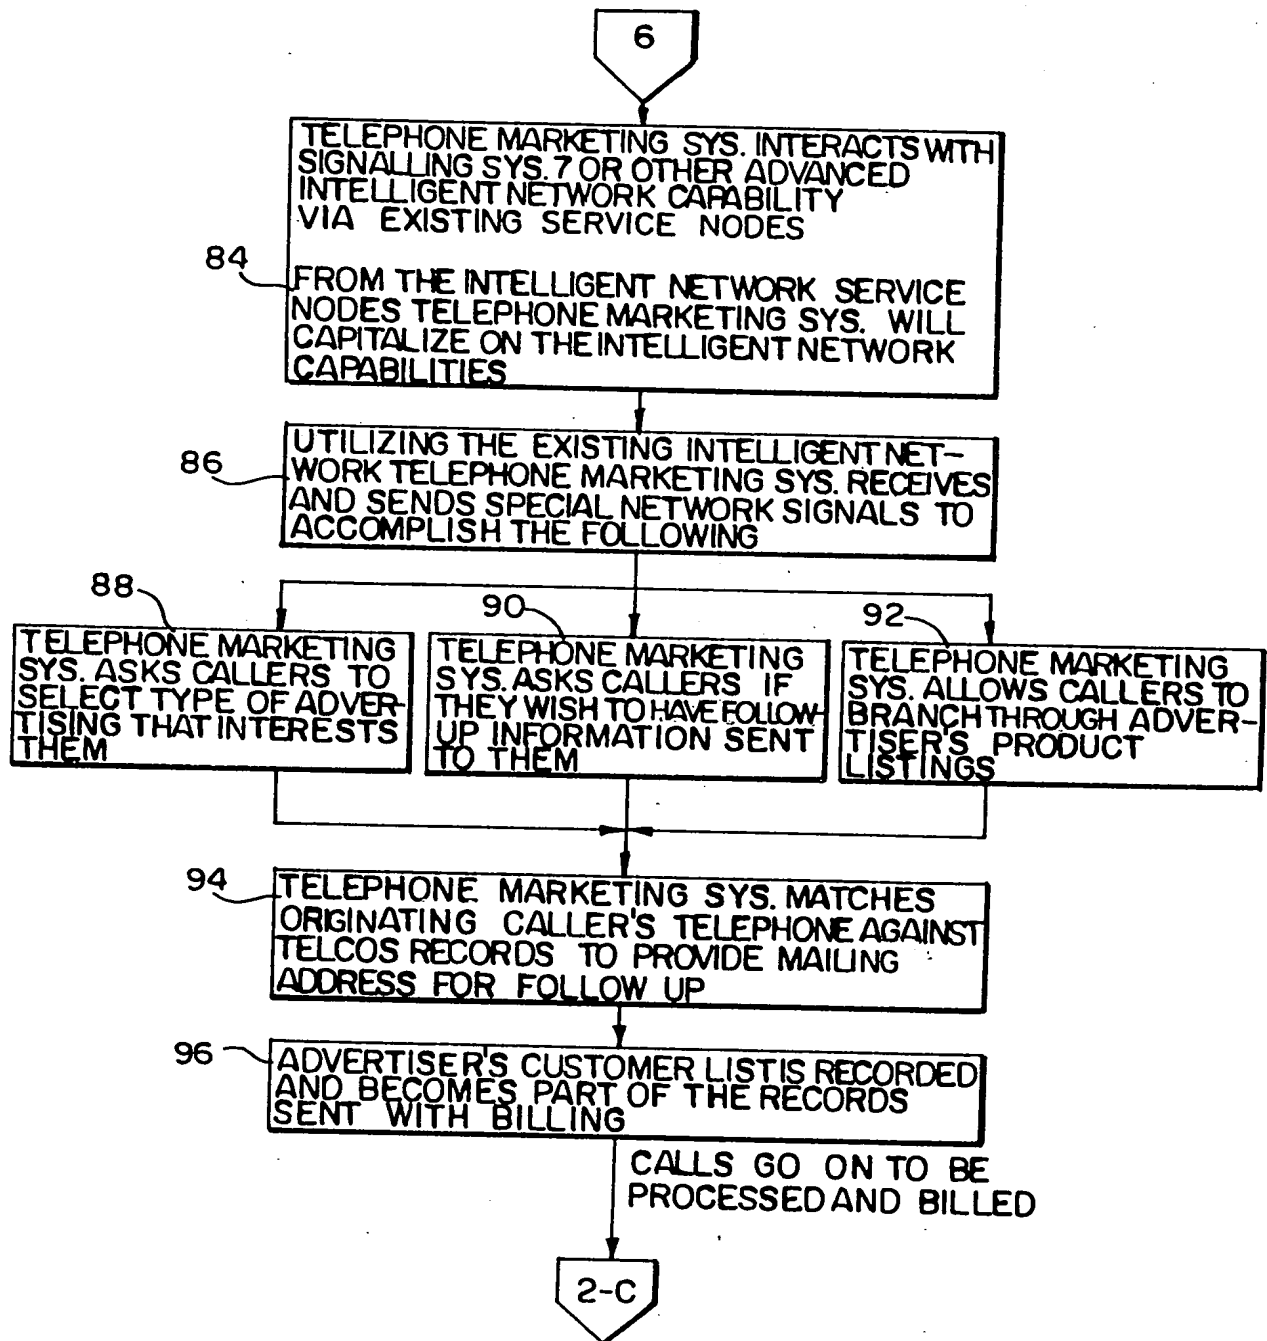 6
TELEPHONE MARKETING SYS. INTERACTS WITH
SIGNALLING SYS. 7 OR OTHER ADVANCED
INTELLIGENT NETWORK CAPABILITY
VIA EXISTING SERVICE NODES
84
FROM THE INTELLIGENT NETWORK SERVICE
NODES TELEPHONE MARKETING SYS. WILL
CAPITALIZE ON THE INTELLIGENT NETWORK
CAPABILITIES
86
UTILIZING THE EXISTING INTELLIGENT NET-
WORK TELEPHONE MARKETING SYS. RECEIVES
AND SENDS SPECIAL NETWORK SIGNALS TO
ACCOMPLISH THE FOLLOWING
88
TELEPHONE MARKETING
SYS. ASKS CALLERS TO
SELECT TYPE OF ADVER-
TISING THAT INTERESTS
THEM
90
TELEPHONE MARKETING
SYS. ASKS CALLERS IF
THEY WISH TO HAVE FOLLOW-
UP INFORMATION SENT
TO THEM
92
TELEPHONE MARKETING
SYS. ALLOWS CALLERS TO
BRANCH THROUGH ADVER-
TISER'S PRODUCT
LISTINGS
94
TELEPHONE MARKETING SYS. MATCHES
ORIGINATING CALLER'S TELEPHONE AGAINST
TELCOS RECORDS TO PROVIDE MAILING
ADDRESS FOR FOLLOW UP
96
ADVERTISER'S CUSTOMER LIST IS RECORDED
AND BECOMES PART OF THE RECORDS
SENT WITH BILLING
CALLS GO ON TO BE
PROCESSED AND BILLED
2-C